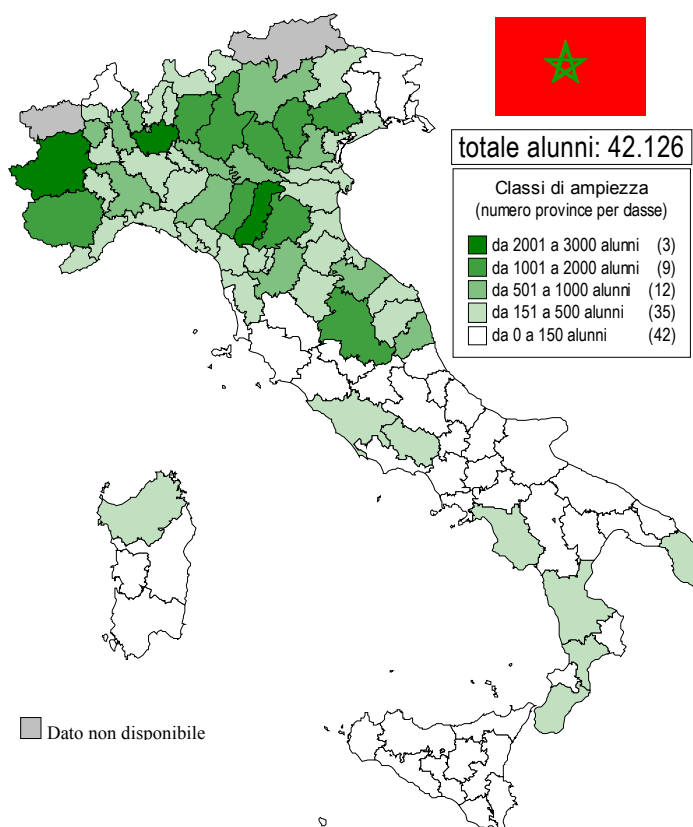 totale alunni: 42.126
Classi di ampiezza
(numero province per dasse)
da 2001 a 3000 alunni (3)
da 1001 a 2000 alunni (9)
da 501 a 1000 alunni (12)
da 151 a 500 alunni (35)
da 0 a 150 alunni (42)
Dato non disponibile